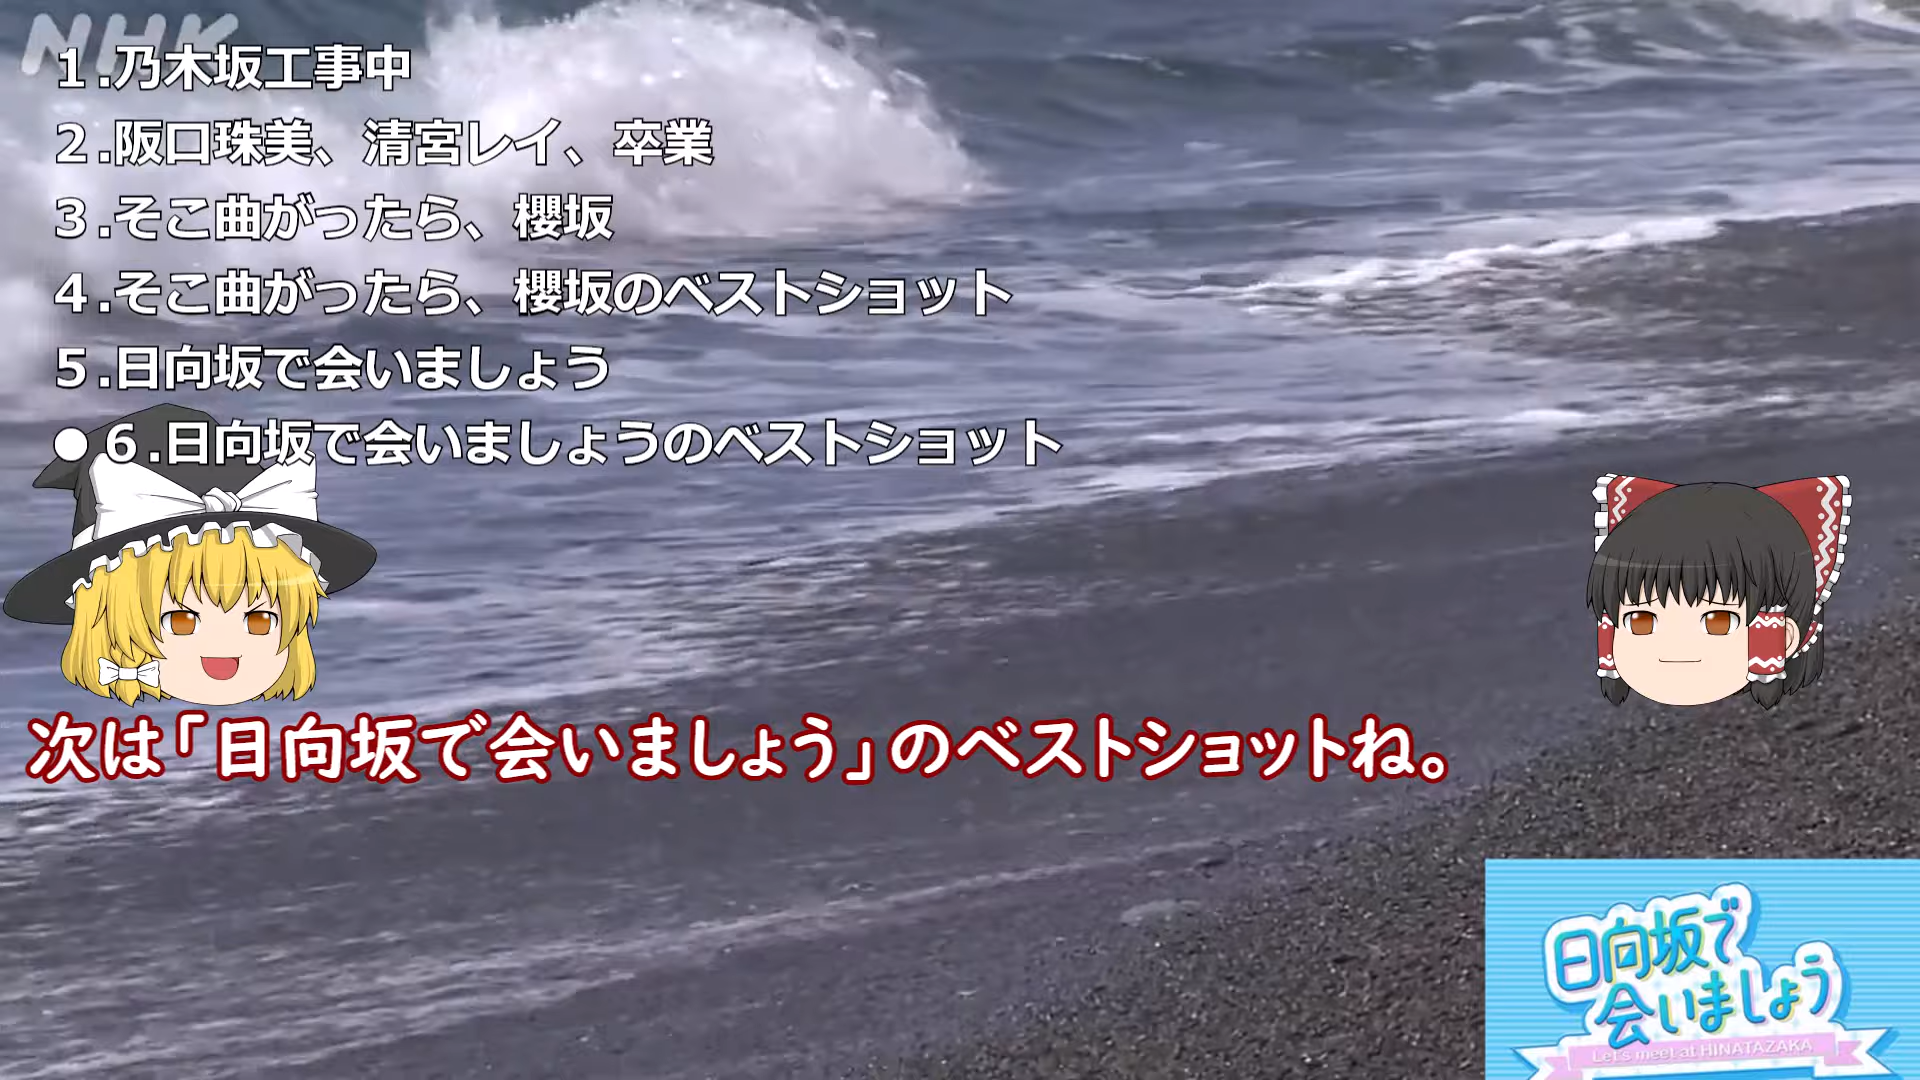 NHK
１.乃木坂工事中
２.阪口珠美、清宮レイ、卒業
３.そこ曲がったら、櫻坂
４.そこ曲がったら、櫻坂のベストショット
５.日向坂で会いましょう
●６.日向坂で会いましょうのベストショット
次は「日向坂で会いましょう」のベストショットね。
日向坂で
会いましょう
Let's meet at HINATAZAKA